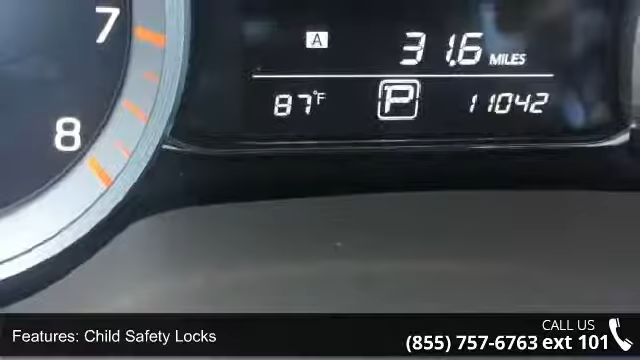 7
A 31.6 MILES
87°F P 11042
8
CALL US
Features: Child Safety Locks
(855) 757-6763 ext 101